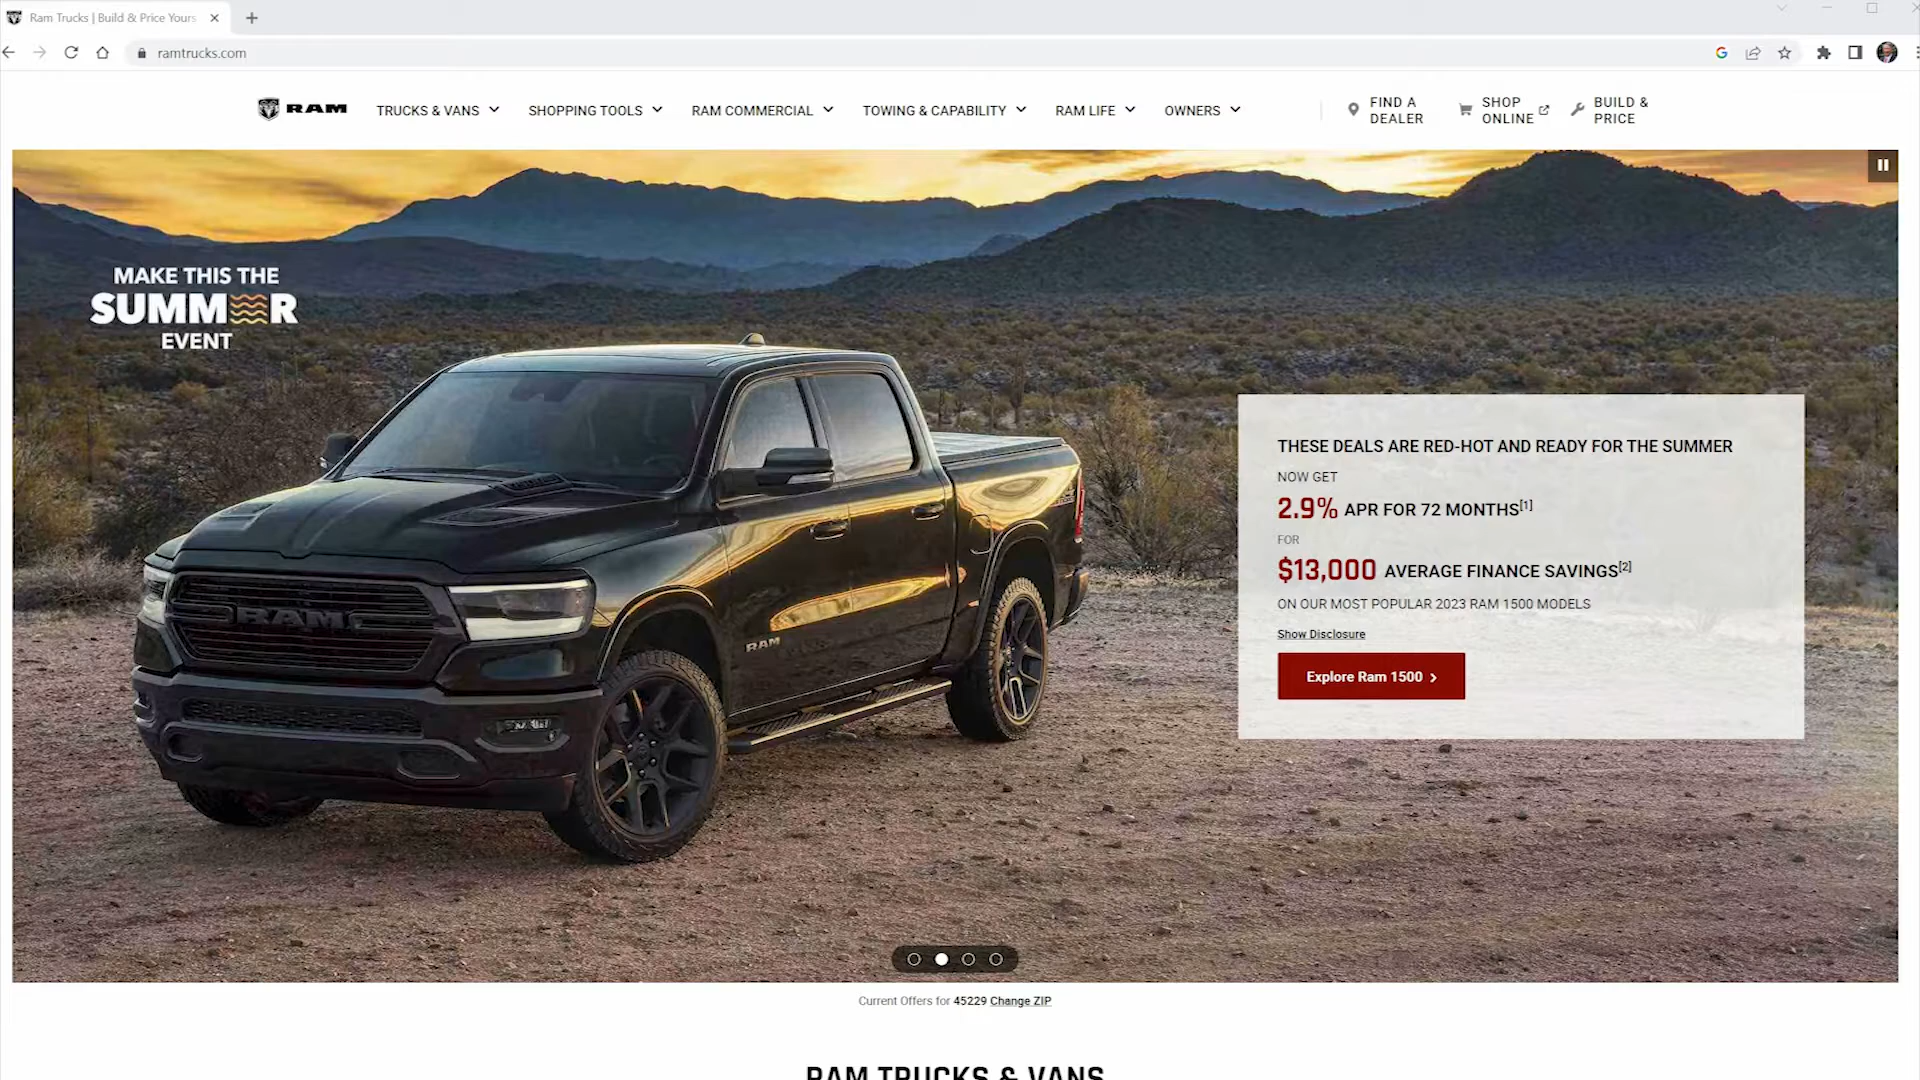 Ram Trucks | Build & Price Yours
ramtrucks.com
RAM
TRUCKS & VANS
SHOPPING TOOLS
RAM COMMERCIAL
TOWING & CAPABILITY
RAM LIFE
OWNERS
FIND A
DEALER
SHOP
ONLINE
BUILD &
PRICE
MAKE THIS THE
SUMMER
EVENT
THESE DEALS ARE RED-HOT AND READY FOR THE SUMMER
NOW GET
2.9% APR FOR 72 MONTHS[1]
FOR
$13,000 AVERAGE FINANCE SAVINGS[2]
ON OUR MOST POPULAR 2023 RAM 1500 MODELS
Show Disclosure
Explore Ram 1500
RAM
RAM
Current Offers for 45229 Change ZIP
RAM TRUCKS & VANS